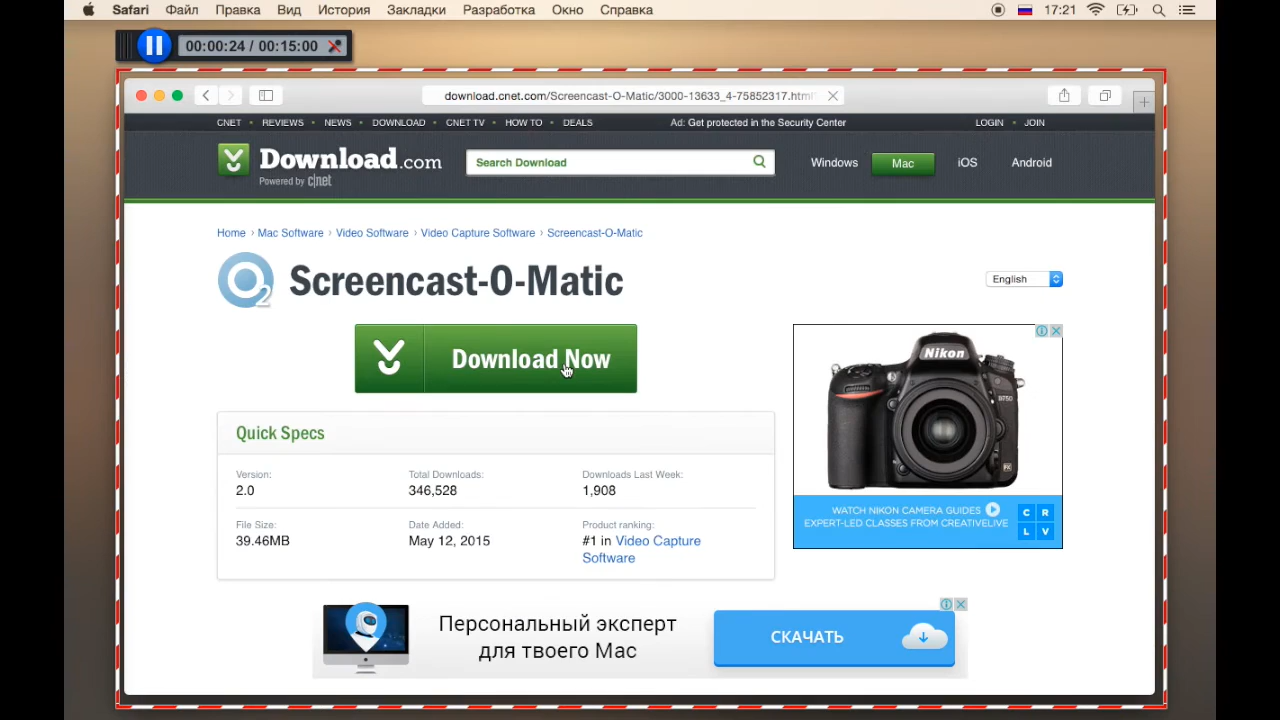 Safari Файл Правка Вид История Закладки Разработка Окно Справка 17:21
00:00:24 / 00:15:00
download.cnet.com/Screencast-O-Matic/3000-13633_4-75852317.html
CNET • REVIEWS • NEWS • DOWNLOAD • CNET TV • HOW TO • DEALS Ad: Get protected in the Security Center LOGIN • JOIN
Download.com
Powered by c|net
Search Download
Windows Mac iOS Android
Home › Mac Software › Video Software › Video Capture Software › Screencast-O-Matic
O2
Screencast-O-Matic
English
Download Now
Nikon
D750
FX
WATCH NIKON CAMERA GUIDES
EXPERT-LED CLASSES FROM CREATIVELIVE
C R
L V
Quick Specs
Version: Total Downloads: Downloads Last Week:
2.0 346,528 1,908
File Size: Date Added: Product ranking:
39.46MB May 12, 2015 #1 in Video Capture
Software
Персональный эксперт
для твоего Mac
СКАЧАТЬ